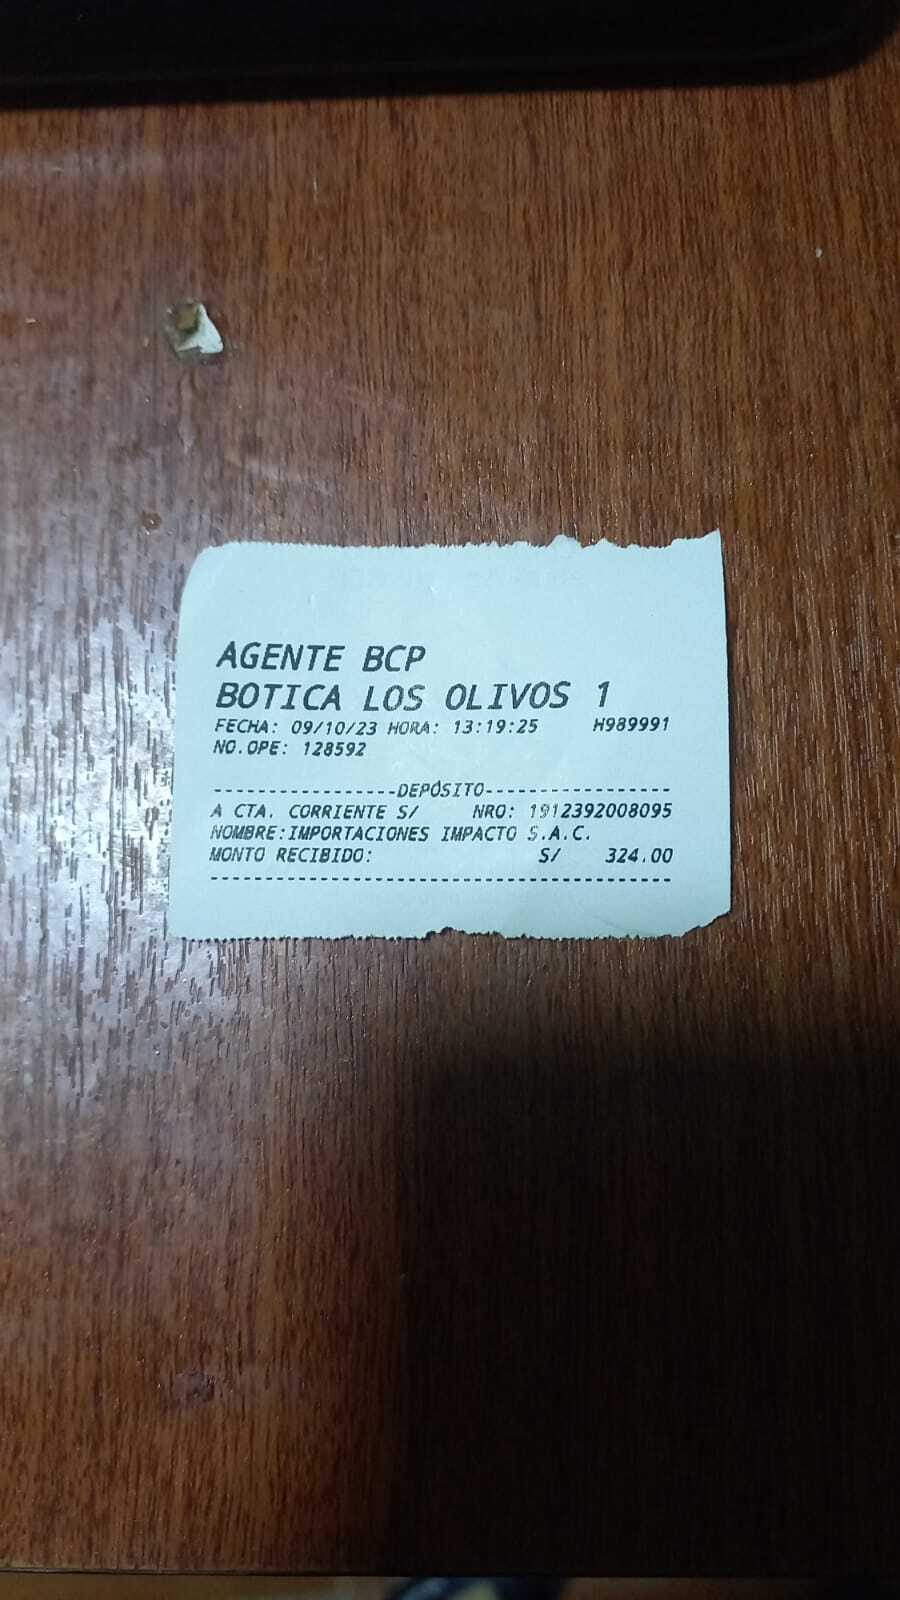 AGENTE BCP
BOTICA LOS OLIVOS 1
FECHA: 09/10/23 HORA: 13:19:25 H989991
NO.OPE: 128592
-----------------DEPÓSITO-----------------
A CTA. CORRIENTE S/ NRO: 1912392008095
NOMBRE:IMPORTACIONES IMPACTO S.A.C.
MONTO RECIBIDO: S/ 324.00
------------------------------------------